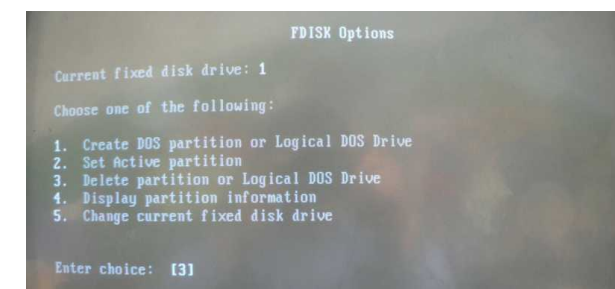 FDISK Options
Current fixed disk drive: 1
Choose one of the following:
1. Create DOS partition or Logical DOS Drive
2. Set Active partition
3. Delete partition or Logical DOS Drive
4. Display partition information
5. Change current fixed disk drive
Enter choice: [3]